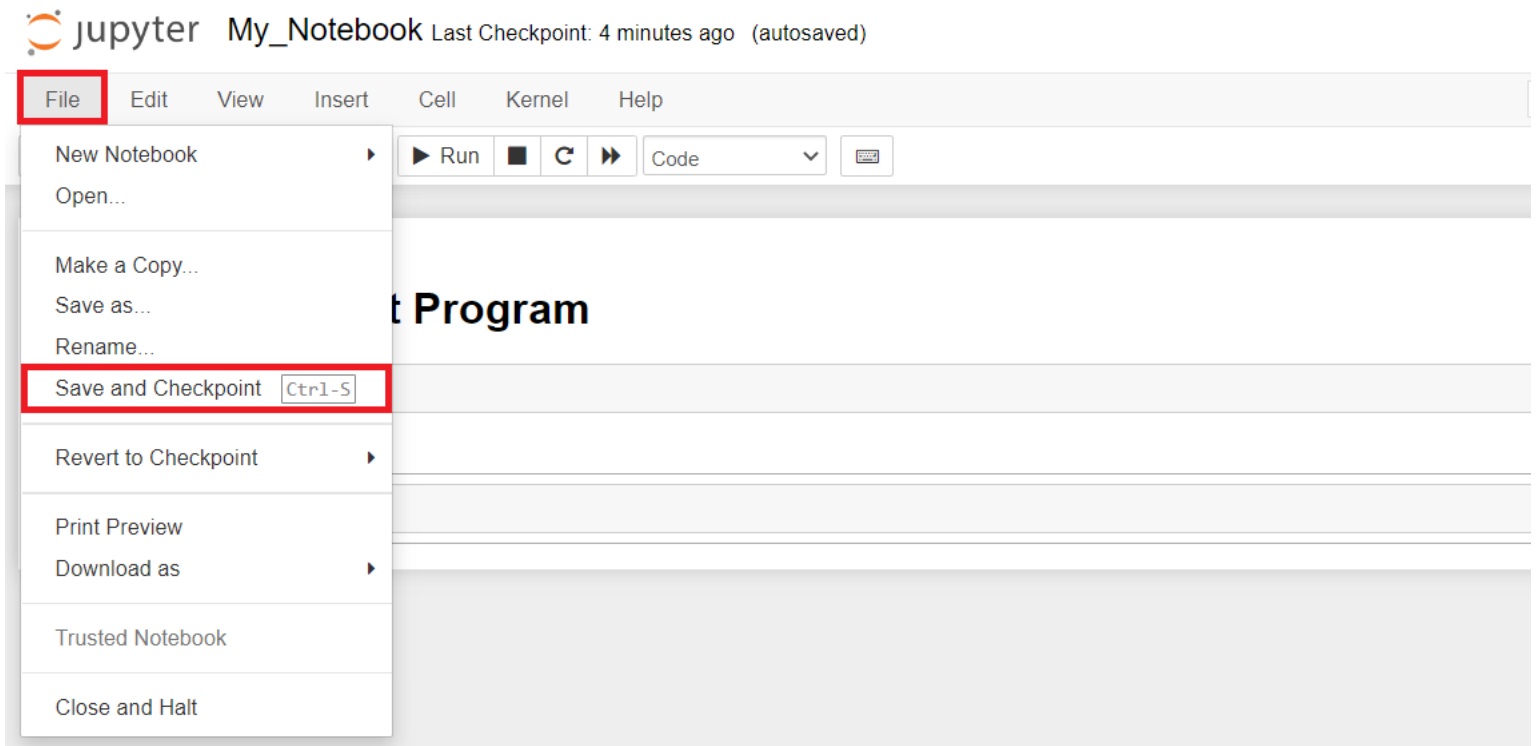 jupyter My_Notebook Last Checkpoint: 4 minutes ago (autosaved)
File Edit View Insert Cell Kernel Help
Run Code
New Notebook
Open...
Make a Copy...
Save as...
t Program
Rename...
Save and Checkpoint Ctrl-S
Revert to Checkpoint
Print Preview
Download as
Trusted Notebook
Close and Halt